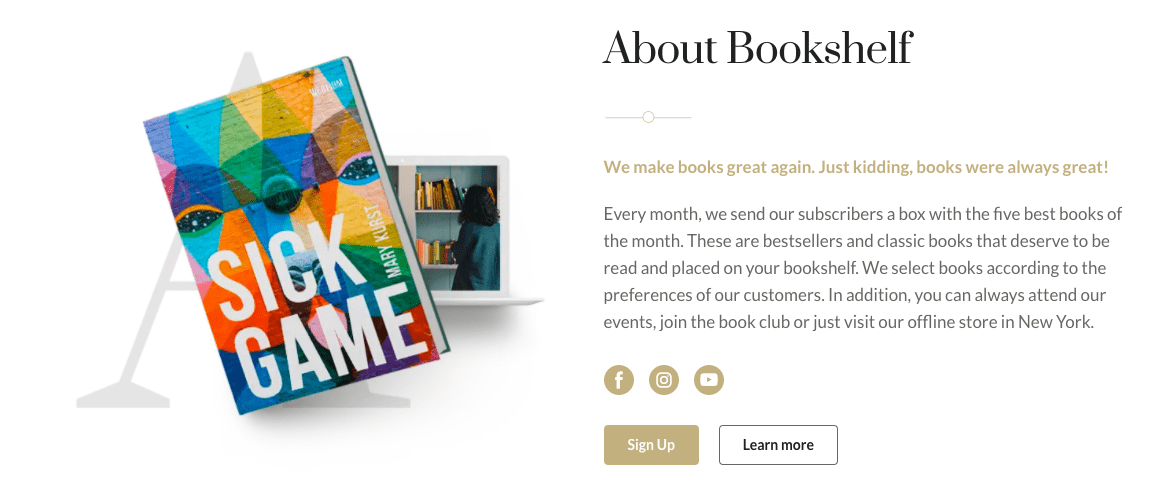 About Bookshelf
We make books great again. Just kidding, books were always great!
Every month, we send our subscribers a box with the five best books of
the month. These are bestsellers and classic books that deserve to be
read and placed on your bookshelf. We select books according to the
preferences of our customers. In addition, you can always attend our
events, join the book club or just visit our offline store in New York.
Sign Up
Learn more
A
SICK
GAME
MARY KURST